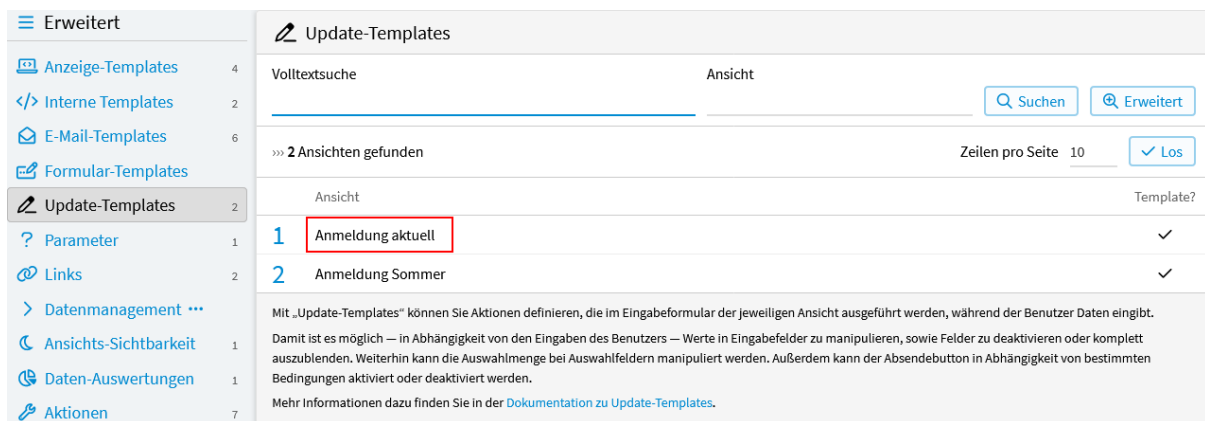 Erweitert
Anzeige-Templates 4
Interne Templates 2
E-Mail-Templates 6
Formular-Templates
Update-Templates 2
Parameter 1
Links 2
Datenmanagement •••
Ansichts-Sichtbarkeit 1
Daten-Auswertungen 1
Aktionen 7
Update-Templates
Volltextsuche Ansicht
Suchen Erweitert
››› 2 Ansichten gefunden Zeilen pro Seite 10 Los
Ansicht Template?
1 Anmeldung aktuell
2 Anmeldung Sommer
Mit „Update-Templates“ können Sie Aktionen definieren, die im Eingabeformular der jeweiligen Ansicht ausgeführt werden, während der Benutzer Daten eingibt.
Damit ist es möglich — in Abhängigkeit von den Eingaben des Benutzers — Werte in Eingabefelder zu manipulieren, sowie Felder zu deaktivieren oder komplett
auszublenden. Weiterhin kann die Auswahlmenge bei Auswahlfeldern manipuliert werden. Außerdem kann der Absendebutton in Abhängigkeit von bestimmten
Bedingungen aktiviert oder deaktiviert werden.
Mehr Informationen dazu finden Sie in der Dokumentation zu Update-Templates.